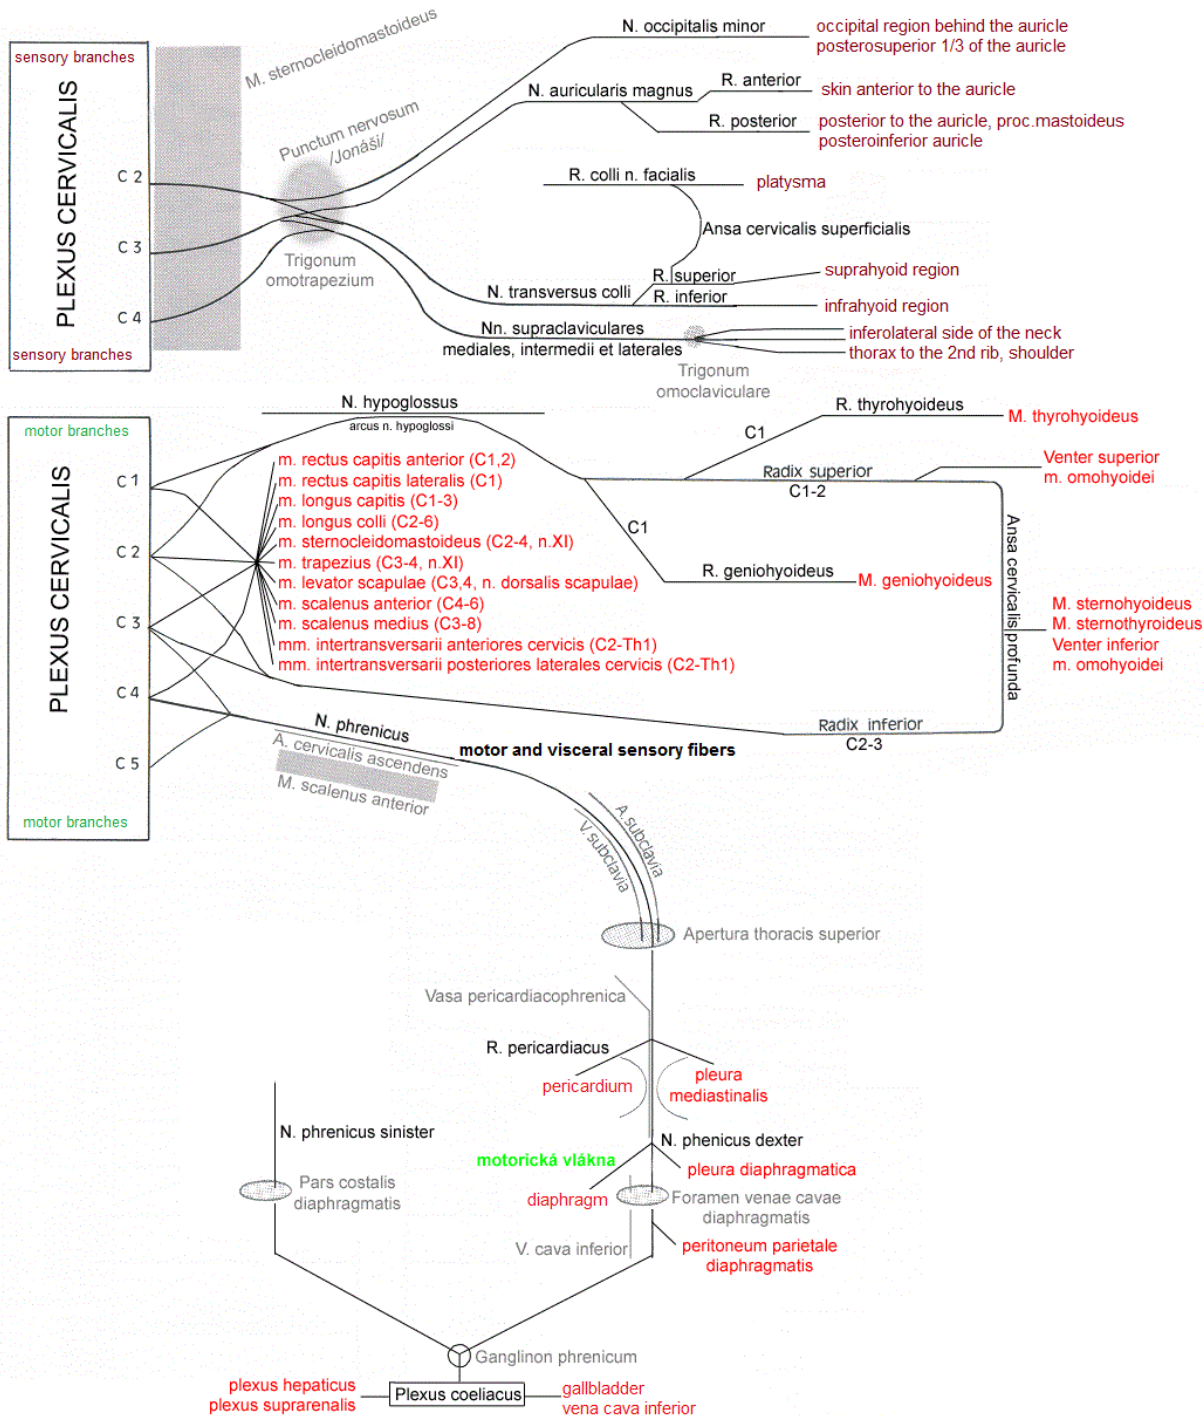 sensory branches
PLEXUS CERVICALIS
C 2
C 3
C 4
sensory branches
M. sternocleidomastoideus
Punctum nervosum
/Jonáši/
Trigonum
omotrapezium
N. occipitalis minor
occipital region behind the auricle
posterosuperior 1/3 of the auricle
N. auricularis magnus
R. anterior
skin anterior to the auricle
R. posterior
posterior to the auricle, proc.mastoideus
posteroinferior auricle
R. colli n. facialis
platysma
Ansa cervicalis superficialis
N. transversus colli
R. superior
suprahyoid region
R. inferior
infrahyoid region
Nn. supraclaviculares
mediales, intermedii et laterales
inferolateral side of the neck
thorax to the 2nd rib, shoulder
Trigonum
omoclaviculare
motor branches
PLEXUS CERVICALIS
C 1
C 2
C 3
C 4
C 5
motor branches
N. hypoglossus
arcus n. hypoglossi
m. rectus capitis anterior (C1,2)
m. rectus capitis lateralis (C1)
m. longus capitis (C1-3)
m. longus colli (C2-6)
m. sternocleidomastoideus (C2-4, n.XI)
m. trapezius (C3-4, n.XI)
m. levator scapulae (C3,4, n. dorsalis scapulae)
m. scalenus anterior (C4-6)
m. scalenus medius (C3-8)
mm. intertransversarii anteriores cervicis (C2-Th1)
mm. intertransversarii posteriores laterales cervicis (C2-Th1)
C1
R. thyrohyoideus
M. thyrohyoideus
Radix superior
C1-2
Venter superior
m. omohyoidei
C1
R. geniohyoideus
M. geniohyoideus
Ansa cervicalis profunda
M. sternohyoideus
M. sternothyroideus
Venter inferior
m. omohyoidei
Radix inferior
C2-3
N. phrenicus
A. cervicalis ascendens
M. scalenus anterior
motor and visceral sensory fibers
A. subclavia
V. subclavia
Apertura thoracis superior
Vasa pericardiacophrenica
R. pericardiacus
pericardium
pleura
mediastinalis
N. phrenicus sinister
N. phenicus dexter
motorická vlákna
pleura diaphragmatica
diaphragm
Pars costalis
diaphragmatis
Foramen venae cavae
diaphragmatis
V. cava inferior
peritoneum parietale
diaphragmatis
Ganglinon phrenicum
plexus hepaticus
plexus suprarenalis
Plexus coeliacus
gallbladder
vena cava inferior